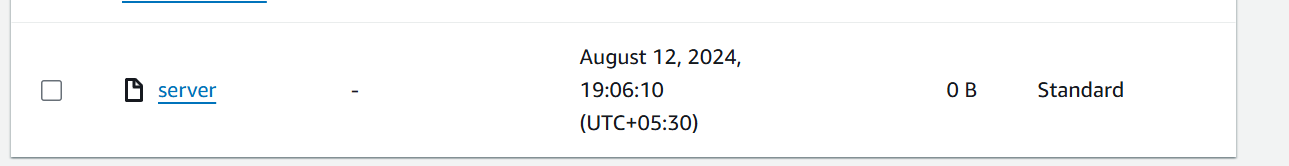 server
-
August 12, 2024,
19:06:10
(UTC+05:30)
0 B
Standard